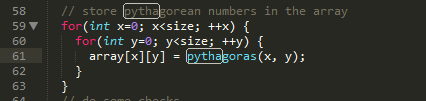 58 // store pythagorean numbers in the array
59 ▼ for(int x=0; x<size; ++x) {
60 for(int y=0; y<size; ++y) {
61 array[x][y] = pythagoras(x, y);
62 }
63 }
64 // do some checks